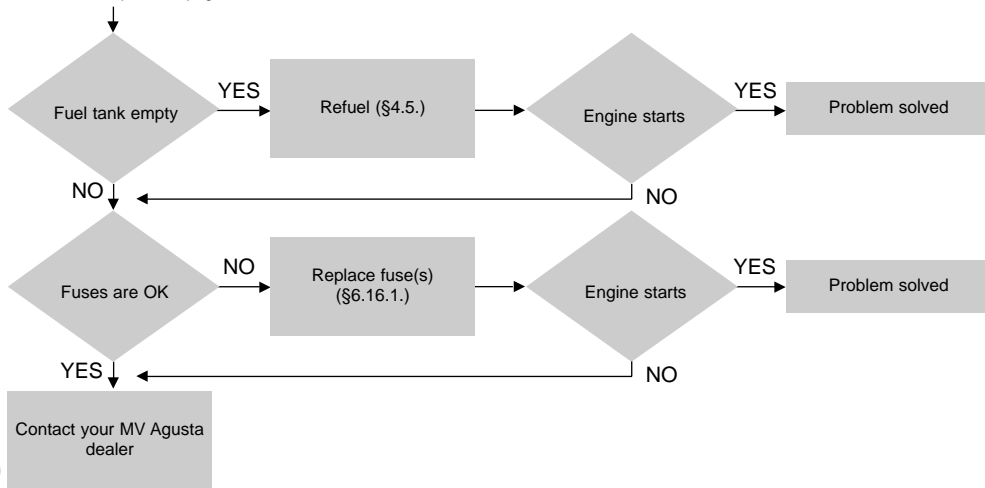 Fuel tank empty
YES
Refuel (§4.5.)
Engine starts
YES
Problem solved
NO
NO
Fuses are OK
NO
Replace fuse(s)
(§6.16.1.)
Engine starts
YES
Problem solved
YES
NO
Contact your MV Agusta
dealer